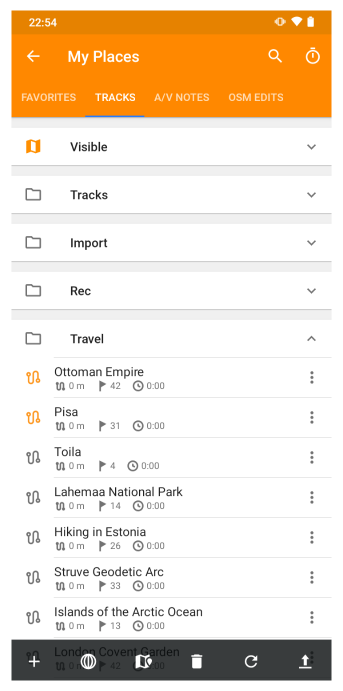 22:54
My Places
FAVORITES TRACKS A/V NOTES OSM EDITS
Visible
Tracks
Import
Rec
Travel
Ottoman Empire
0 m 42 0:00
Pisa
0 m 31 0:00
Toila
0 m 4 0:00
Lahemaa National Park
0 m 14 0:00
Hiking in Estonia
0 m 26 0:00
Struve Geodetic Arc
0 m 33 0:00
Islands of the Arctic Ocean
0 m 13 0:00
London Covent Garden
0 m 42 0:00